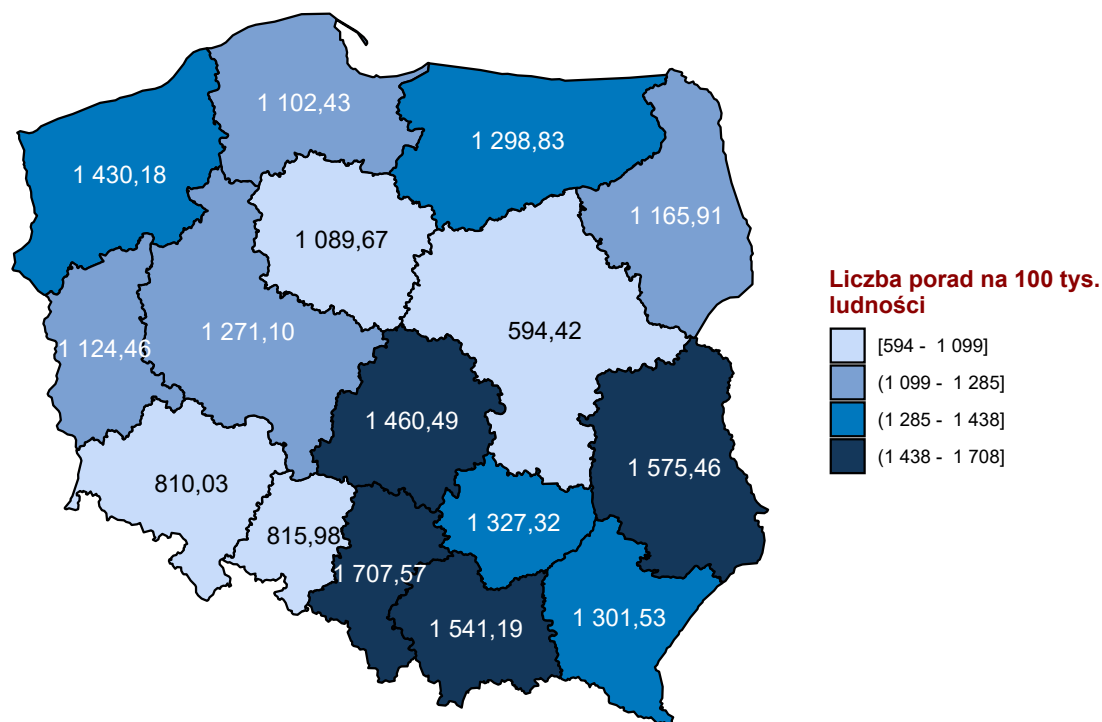 1 102,43
1 298,83
1 430,18
1 165,91
1 089,67
594,42
1 271,10
1 124,46
1 460,49
1 575,46
810,03
1 327,32
815,98
1 707,57
1 301,53
1 541,19
Liczba porad na 100 tys.
ludności
[594 - 1 099]
(1 099 - 1 285]
(1 285 - 1 438]
(1 438 - 1 708]